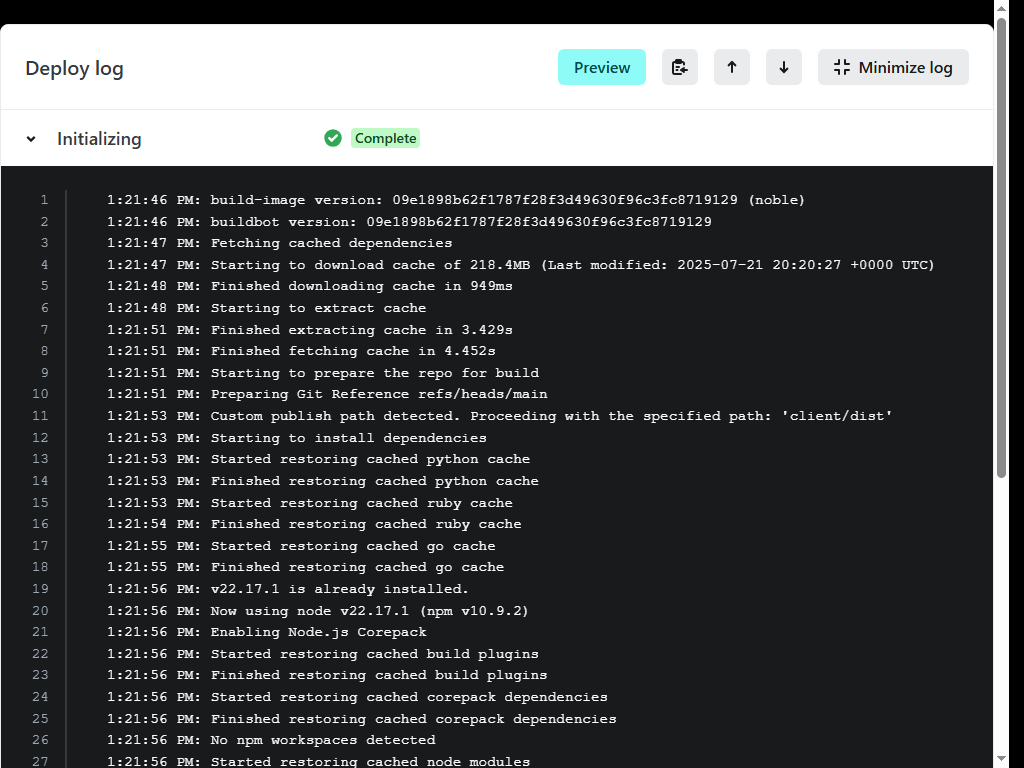 Deploy log
Preview
Minimize log
Initializing
Complete
1 1:21:46 PM: build-image version: 09e1898b62f1787f28f3d49630f96c3fc8719129 (noble)
2 1:21:46 PM: buildbot version: 09e1898b62f1787f28f3d49630f96c3fc8719129
3 1:21:47 PM: Fetching cached dependencies
4 1:21:47 PM: Starting to download cache of 218.4MB (Last modified: 2025-07-21 20:20:27 +0000 UTC)
5 1:21:48 PM: Finished downloading cache in 949ms
6 1:21:48 PM: Starting to extract cache
7 1:21:51 PM: Finished extracting cache in 3.429s
8 1:21:51 PM: Finished fetching cache in 4.452s
9 1:21:51 PM: Starting to prepare the repo for build
10 1:21:51 PM: Preparing Git Reference refs/heads/main
11 1:21:53 PM: Custom publish path detected. Proceeding with the specified path: 'client/dist'
12 1:21:53 PM: Starting to install dependencies
13 1:21:53 PM: Started restoring cached python cache
14 1:21:53 PM: Finished restoring cached python cache
15 1:21:53 PM: Started restoring cached ruby cache
16 1:21:54 PM: Finished restoring cached ruby cache
17 1:21:55 PM: Started restoring cached go cache
18 1:21:55 PM: Finished restoring cached go cache
19 1:21:56 PM: v22.17.1 is already installed.
20 1:21:56 PM: Now using node v22.17.1 (npm v10.9.2)
21 1:21:56 PM: Enabling Node.js Corepack
22 1:21:56 PM: Started restoring cached build plugins
23 1:21:56 PM: Finished restoring cached build plugins
24 1:21:56 PM: Started restoring cached corepack dependencies
25 1:21:56 PM: Finished restoring cached corepack dependencies
26 1:21:56 PM: No npm workspaces detected
27 1:21:56 PM: Started restoring cached node modules